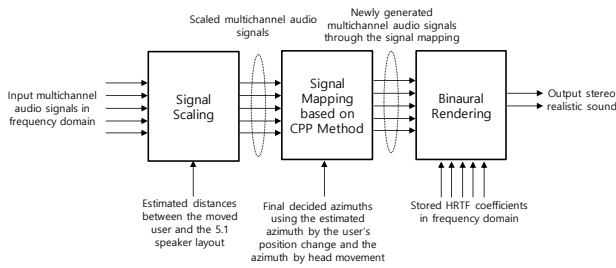 Scaled multichannel audio
signals
Newly generated
multichannel audio signals
through the signal mapping
Input multichannel
audio signals in
frequency domain
Signal
Scaling
Signal
Mapping
based on
CPP Method
Binaural
Rendering
Output stereo
realistic sound
Estimated distances
between the moved
user and the 5.1
speaker layout
Final decided azimuths
using the estimated
azimuth by the user's
position change and the
azimuth by head movement
Stored HRTF coefficients
in frequency domain